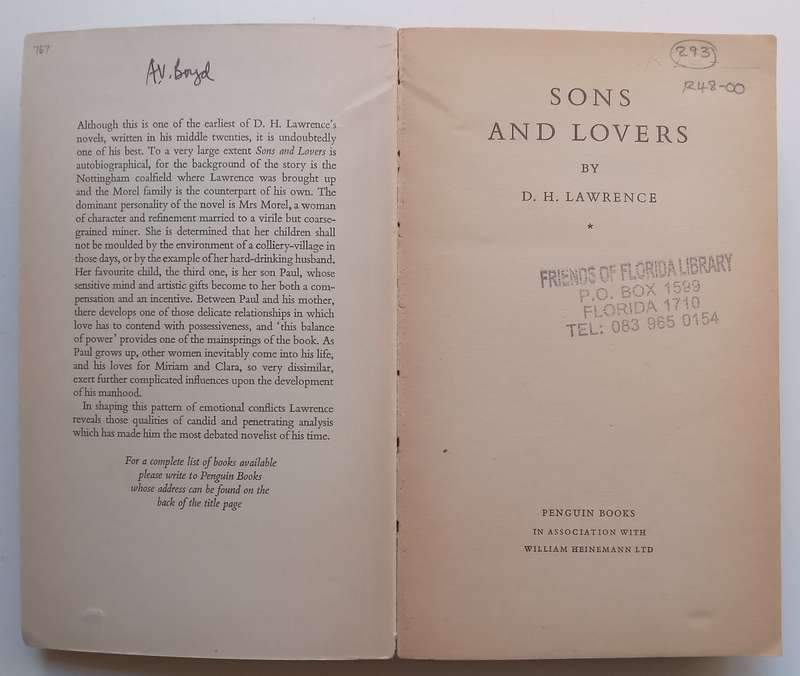 767
A.V. Boyd
Although this is one of the earliest of D. H. Lawrence's
novels, written in his middle twenties, it is undoubtedly
one of his best. To a very large extent Sons and Lovers is
autobiographical, for the background of the story is the
Nottingham coalfield where Lawrence was brought up
and the Morel family is the counterpart of his own. The
dominant personality of the novel is Mrs Morel, a woman
of character and refinement married to a virile but coarse-
grained miner. She is determined that her children shall
not be moulded by the environment of a colliery-village in
those days, or by the example of her hard-drinking husband.
Her favourite child, the third one, is her son Paul, whose
sensitive mind and artistic gifts become to her both a com-
pensation and an incentive. Between Paul and his mother,
there develops one of those delicate relationships in which
love has to contend with possessiveness, and 'this balance
of power' provides one of the mainsprings of the book. As
Paul grows up, other women inevitably come into his life,
and his loves for Miriam and Clara, so very dissimilar,
exert further complicated influences upon the development
of his manhood.
In shaping this pattern of emotional conflicts Lawrence
reveals those qualities of candid and penetrating analysis
which has made him the most debated novelist of his time.
For a complete list of books available
please write to Penguin Books
whose address can be found on the
back of the title page
293
R48-00
SONS
AND LOVERS
BY
D. H. LAWRENCE
*
FRIENDS OF FLORIDA LIBRARY
P.O. BOX 1599
FLORIDA 1710
TEL: 083 965 0154
PENGUIN BOOKS
IN ASSOCIATION WITH
WILLIAM HEINEMANN LTD